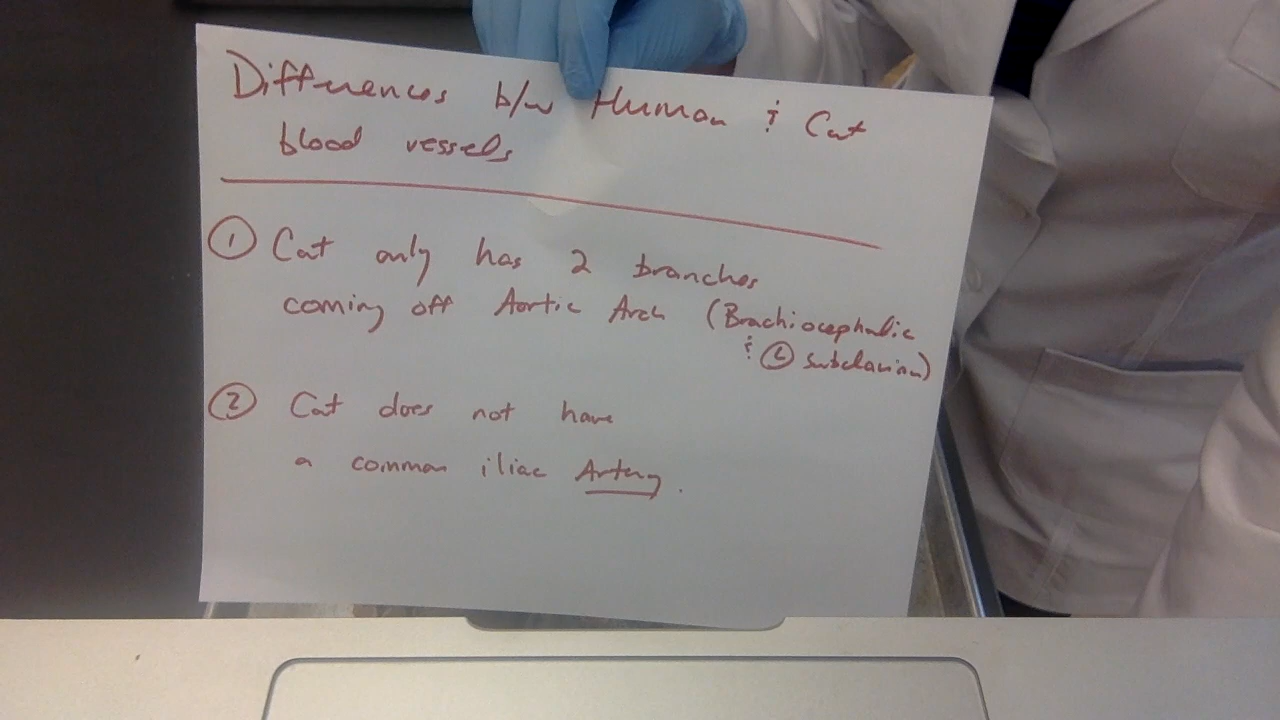 Differences b/w Human & Cat
blood vessels
① Cat only has 2 branches
coming off Aortic Arch (Brachiocephalic
& Ⓛ subclavian)
② Cat does not have
a common iliac Artery.